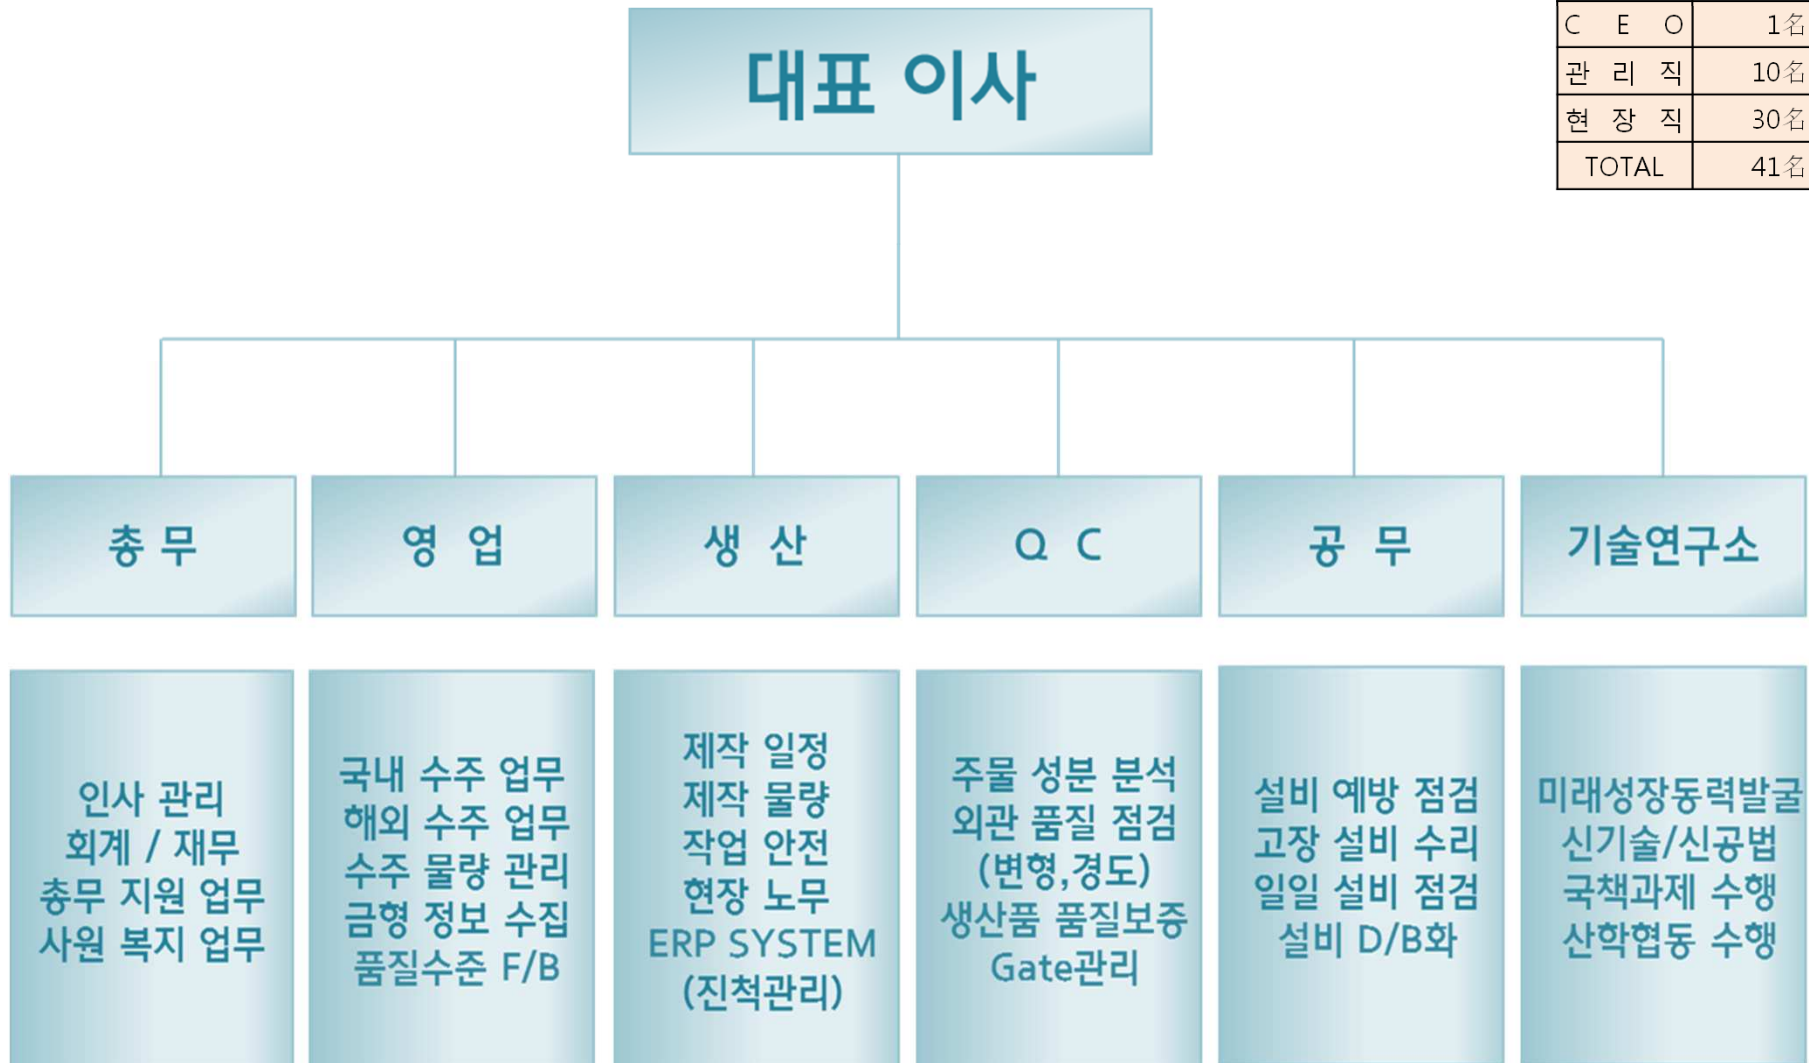 대표 이사
C E O 1名
관 리 직 10名
현 장 직 30名
TOTAL 41名
총 무
영 업
생 산
Q C
공 무
기술연구소
인사 관리
회계 / 재무
총무 지원 업무
사원 복지 업무
국내 수주 업무
해외 수주 업무
수주 물량 관리
금형 정보 수집
품질수준 F/B
제작 일정
제작 물량
작업 안전
현장 노무
ERP SYSTEM
(진척관리)
주물 성분 분석
외관 품질 점검
(변형,경도)
생산품 품질보증
Gate관리
설비 예방 점검
고장 설비 수리
일일 설비 점검
설비 D/B화
미래성장동력발굴
신기술/신공법
국책과제 수행
산학협동 수행